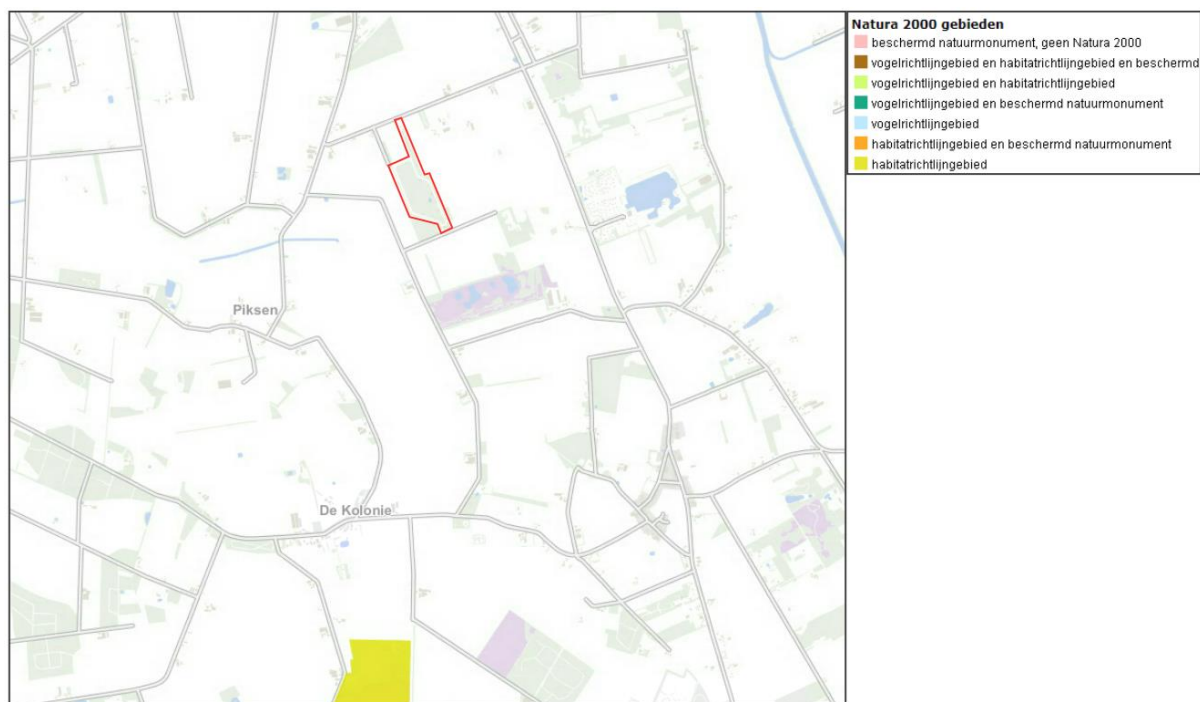 Piksen
De Kolonie
Natura 2000 gebieden
beschermd natuurmonument, geen Natura 2000
vogelrichtlijngebied en habitatrichtlijngebied en beschermd
vogelrichtlijngebied en habitatrichtlijngebied
vogelrichtlijngebied en beschermd natuurmonument
vogelrichtlijngebied
habitatrichtlijngebied en beschermd natuurmonument
habitatrichtlijngebied